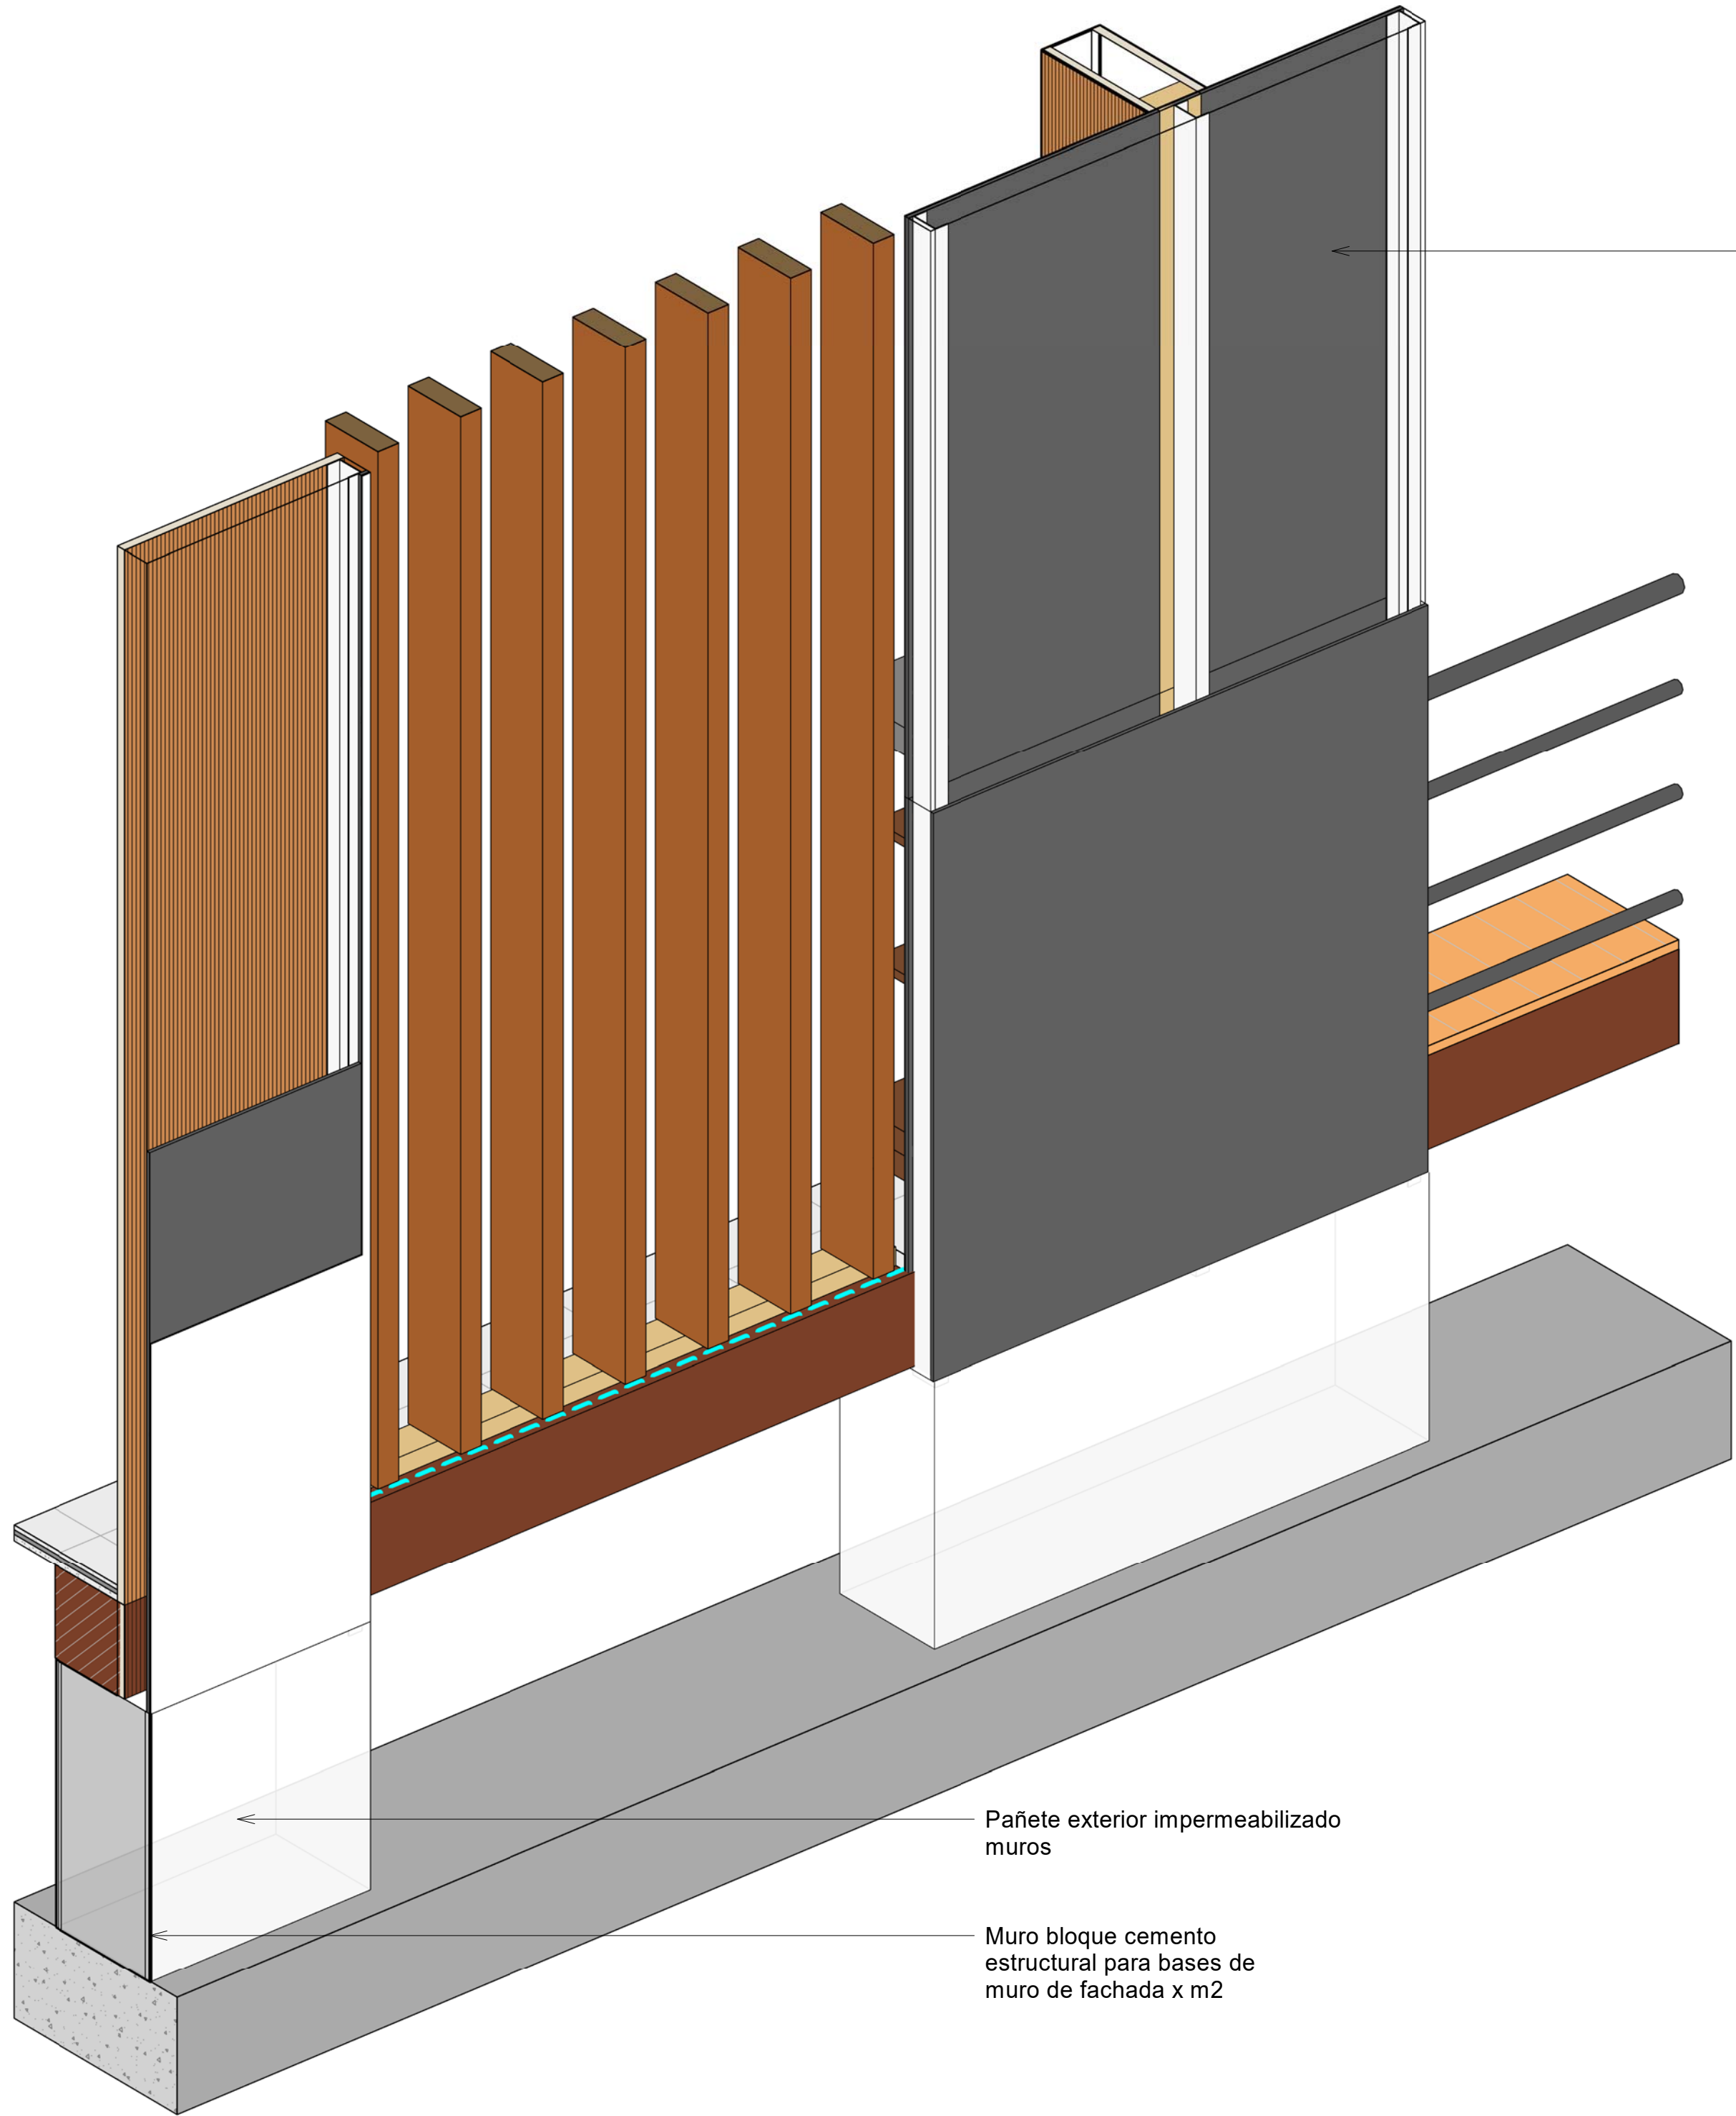 Pañete exterior impermeabilizado
muros
Muro bloque cemento
estructural para bases de
muro de fachada x m2